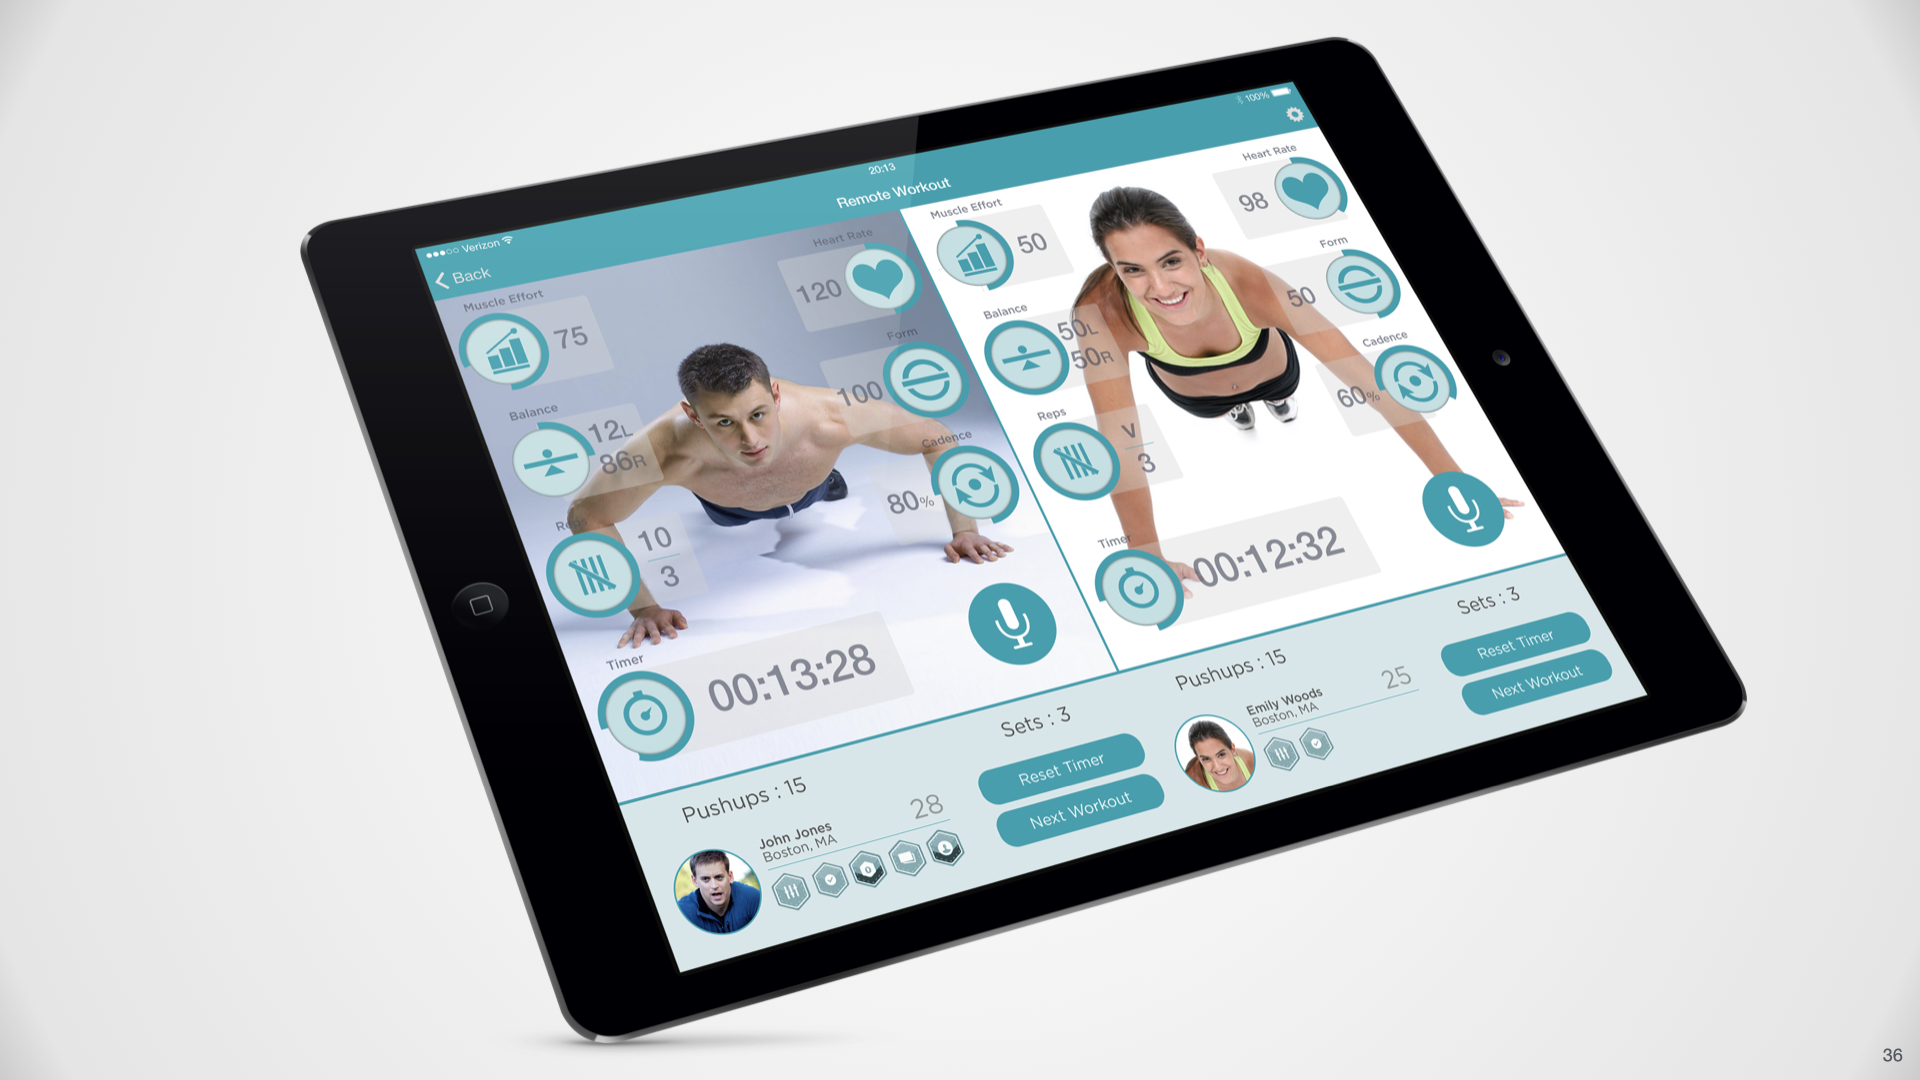 Verizon
20:13
100%
Back
Remote Workout
Muscle Effort
75
Heart Rate
120
Balance
12L
86R
Form
100
Reps
10
3
Cadence
80%
Timer
00:13:28
Muscle Effort
50
Heart Rate
98
Balance
50L
50R
Form
50
Reps
V
3
Cadence
60%
Timer
00:12:32
Pushups : 15
Sets : 3
John Jones
28
Boston, MA
0
Reset Timer
Next Workout
Pushups : 15
Sets : 3
Emily Woods
25
Boston, MA
Reset Timer
Next Workout
36